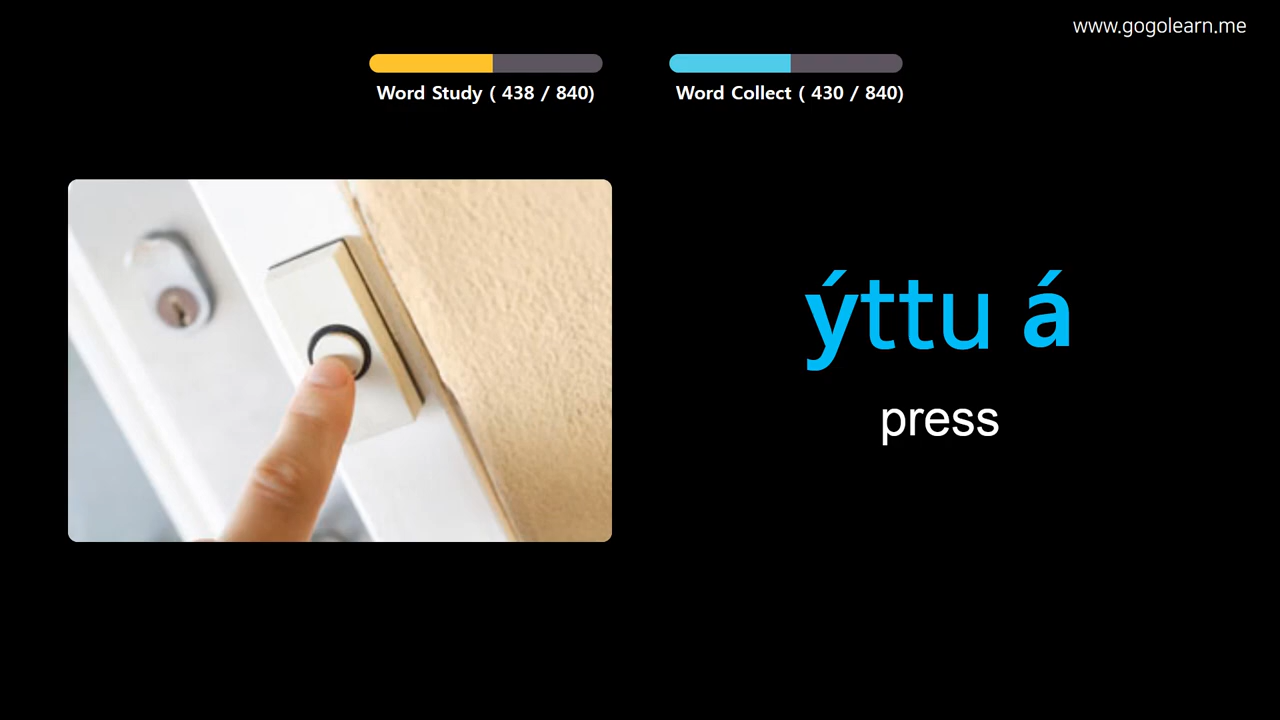 www.gogolearn.me
Word Study ( 438 / 840)
Word Collect ( 430 / 840)
ýttu á
press